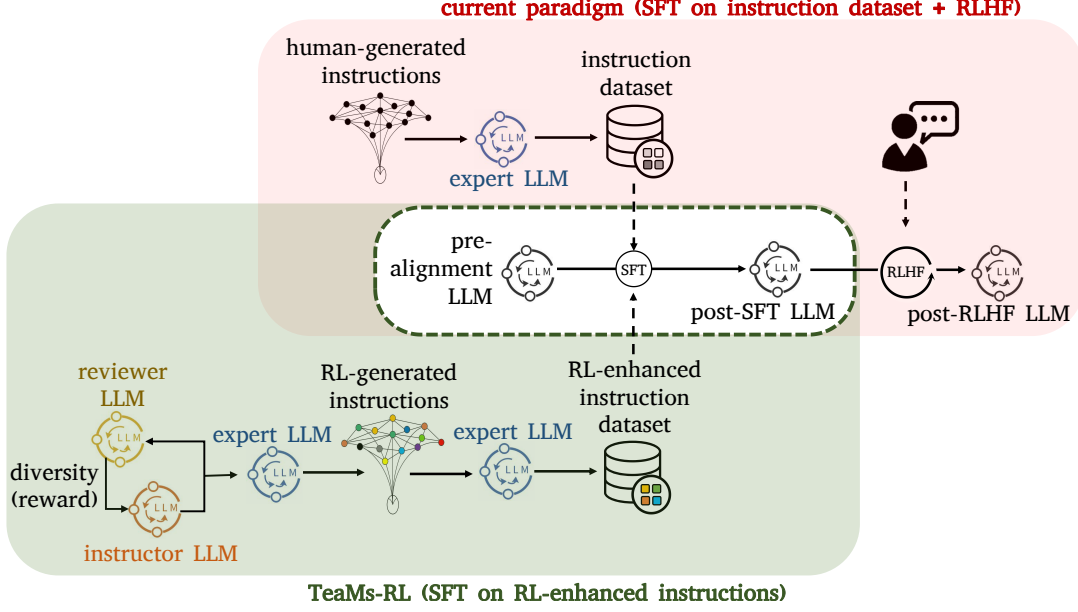 current paradigm (SFT on instruction dataset + RLHF)
human-generated
instructions
instruction
dataset
LLM
expert LLM
pre-
alignment
LLM
LLM
SFT
LLM
post-SFT LLM
RLHF
LLM
post-RLHF LLM
reviewer
LLM
LLM
diversity
(reward)
LLM
instructor LLM
expert LLM
LLM
RL-generated
instructions
expert LLM
LLM
RL-enhanced
instruction
dataset
TeaMs-RL (SFT on RL-enhanced instructions)